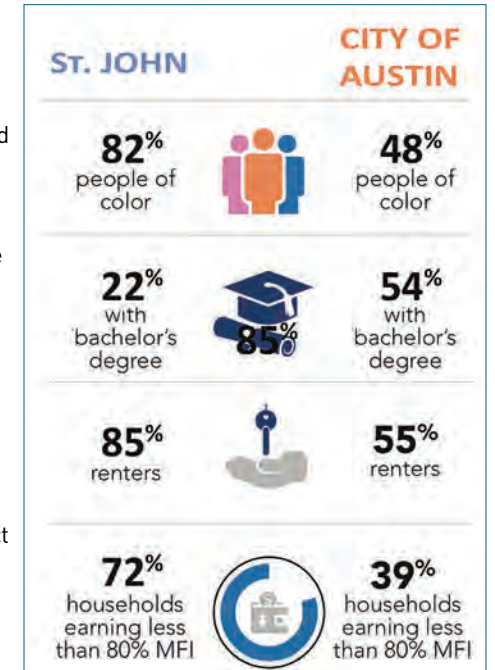 ST. JOHN
CITY OF
AUSTIN
d
82%
people of
color
48%
people of
color
e
22%
with
bachelor's
degree
85%
54%
with
bachelor's
degree
85%
renters
55%
renters
ct
72%
households
earning less
than 80% MFI
39%
households
earning less
than 80% MFI